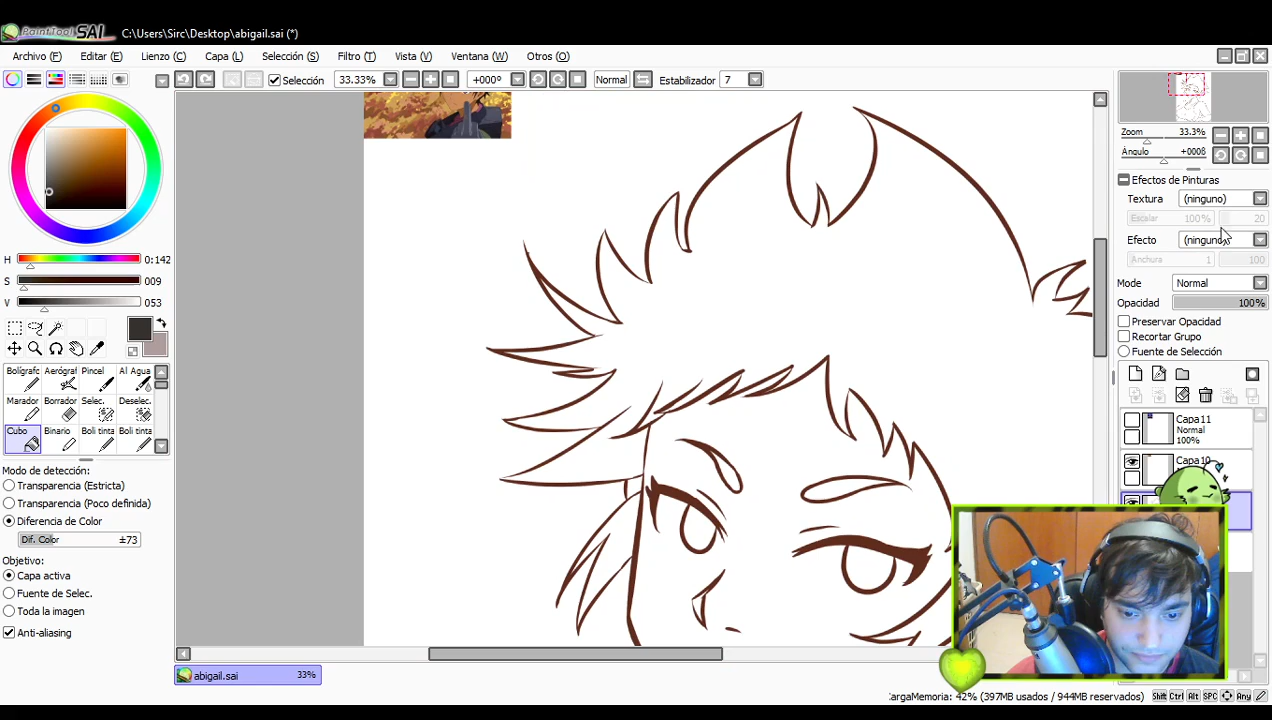 PaintTool SAI C:\Users\Sirc\Desktop\abigail.sai (*)
Archivo (F) Editar (E) Lienzo (C) Capa (L) Selección (S) Filtro (T) Vista (V) Ventana (W) Otros (O)
Selección 33.33% +000º Normal Estabilizador 7
Zoom 33.3%
Ángulo +0008
Efectos de Pinturas
Textura (ninguno)
Escalar 100% 20
Efecto (ninguno)
Anchura 1 100
Mode Normal
Opacidad 100%
Preservar Opacidad
Recortar Grupo
Fuente de Selección
Capa11
Normal
100%
Capa10
H 0:142
S 009
V 053
Bolígrafc Aerógraf Pincel Al Agua
Marador Borrador Selec. Deselec.
Cubo Binario Boli tinta Boli tinta
Modo de detección:
Transparencia (Estricta)
Transparencia (Poco definida)
Diferencia de Color
Dif. Color ±73
Objetivo:
Capa activa
Fuente de Selec.
Toda la imagen
Anti-aliasing
abigail.sai 33%
CargaMemoria: 42% (397MB usados / 944MB reservados) Shift Ctrl Alt SPC Any